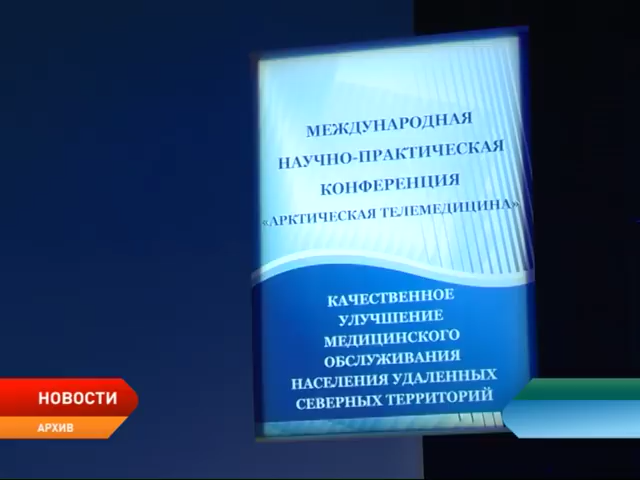 МЕЖДУНАРОДНАЯ
НАУЧНО-ПРАКТИЧЕСКАЯ
КОНФЕРЕНЦИЯ
«АРКТИЧЕСКАЯ ТЕЛЕМЕДИЦИНА»
КАЧЕСТВЕННОЕ
УЛУЧШЕНИЕ
МЕДИЦИНСКОГО
ОБСЛУЖИВАНИЯ
НАСЕЛЕНИЯ УДАЛЕННЫХ
СЕВЕРНЫХ ТЕРРИТОРИЙ
НОВОСТИ
АРХИВ